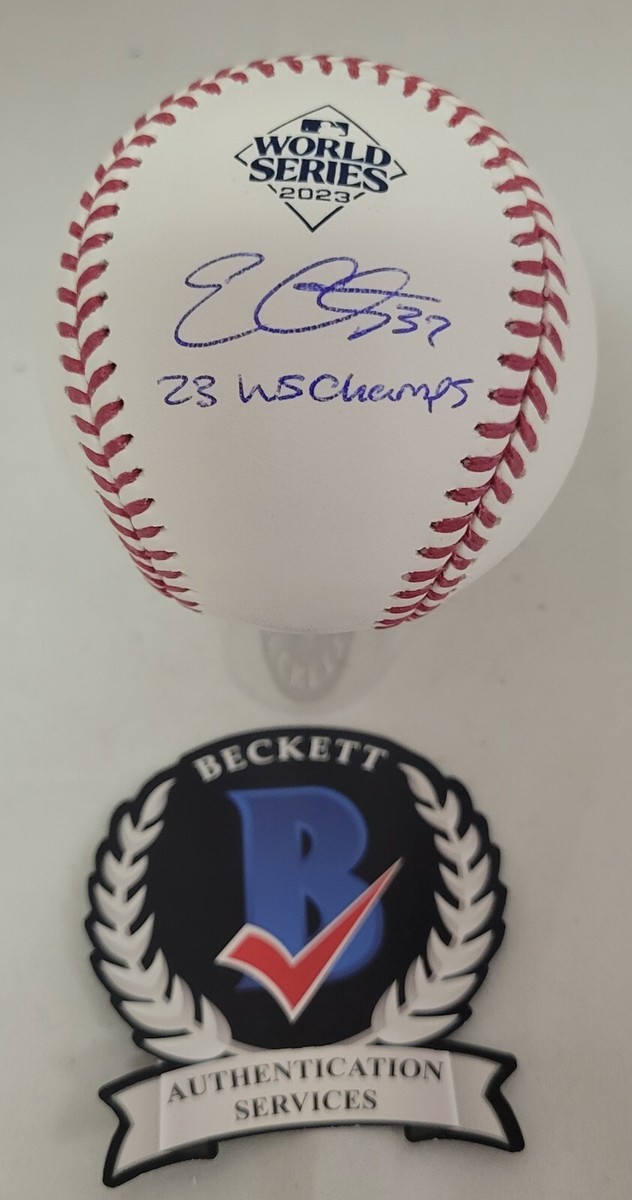 WORLD
SERIES
2023
E C 37
23 WS Champs
BECKETT
B
AUTHENTICATION
SERVICES